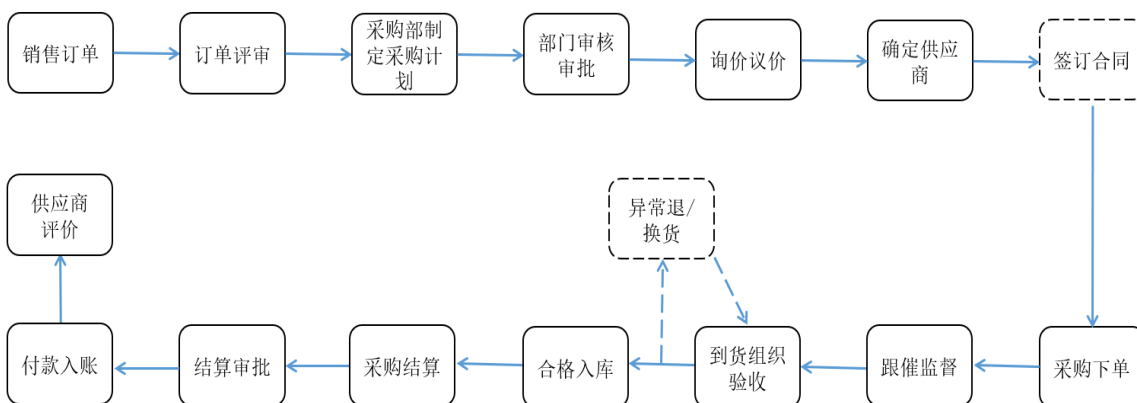 销售订单
订单评审
采购部制
定采购计
划
部门审核
审批
询价议价
确定供应
商
签订合同
供应商
评价
异常退/
换货
付款入账
结算审批
采购结算
合格入库
到货组织
验收
跟催监督
采购下单